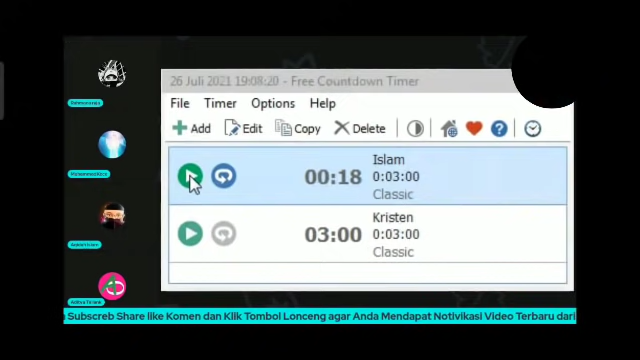 26 Juli 2021 19:08:20 - Free Countdown Timer
File Timer Options Help
Add Edit Copy Delete
Islam
00:18 0:03:00
Classic
Kristen
03:00 0:03:00
Classic
Subscreb Share like Komen dan Klik Tombol Lonceng agar Anda Mendapat Notivikasi Video Terbaru dari